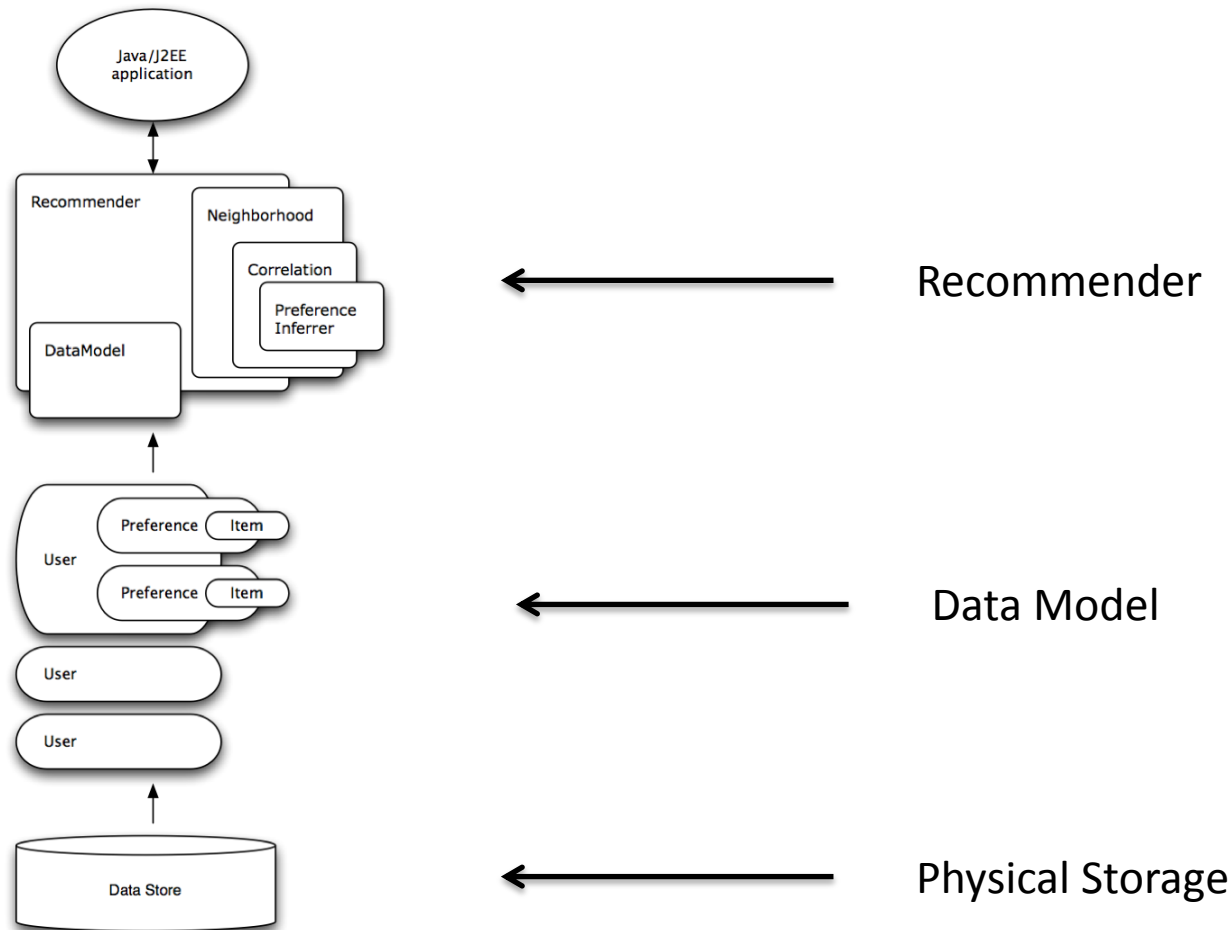 Java/J2EE
application
Recommender
Neighborhood
Correlation
Preference
Inferrer
DataModel
Recommender
Preference
Item
User
Preference
Item
Data Model
User
User
Data Store
Physical Storage